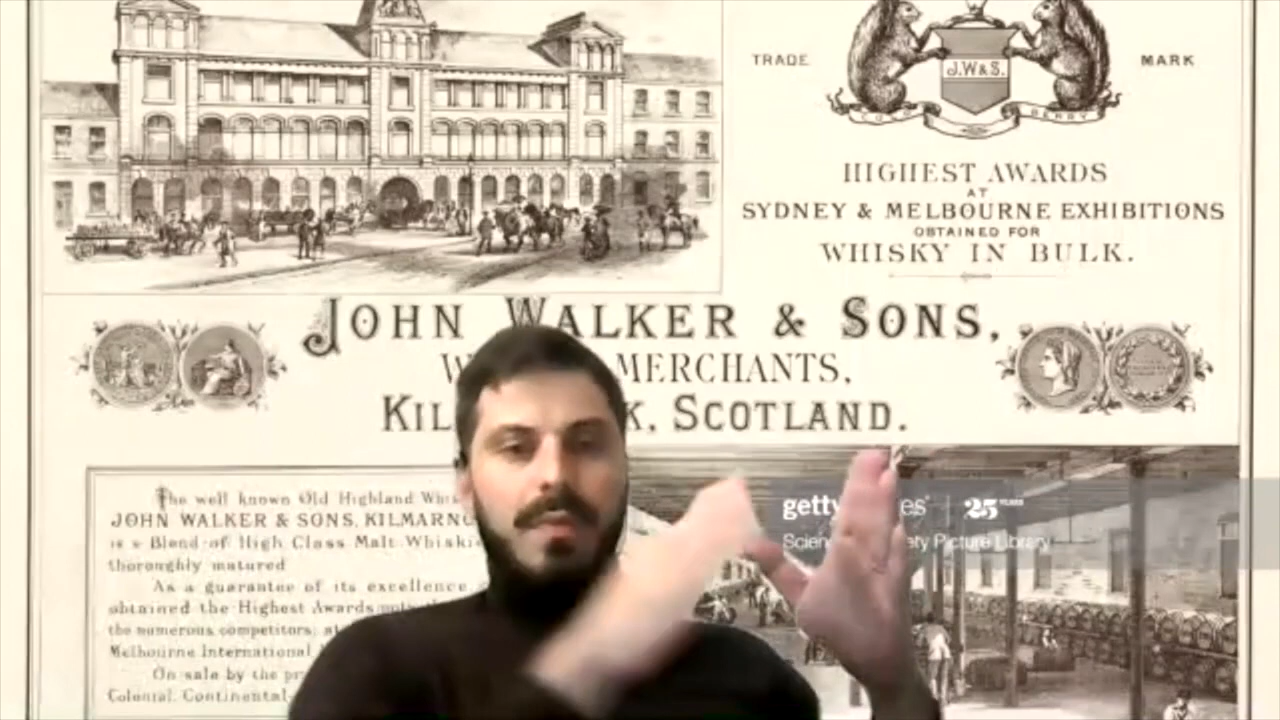 TRADE MARK
J.W&S.
HIGHEST AWARDS
AT
SYDNEY & MELBOURNE EXHIBITIONS
OBTAINED FOR
WHISKY IN BULK.
JOHN WALKER & SONS,
MERCHANTS,
SCOTLAND.
The well known Old Highland
JOHN WALKER & SONS,
is a Blend of High Class Malt
thoroughly matured
As a guarantee of its excellence
obtained the Highest Awards
the numerous competitors;
Melbourne International
On sale by the
Colonial, Continental
getty
25 YEARS
Picture Library